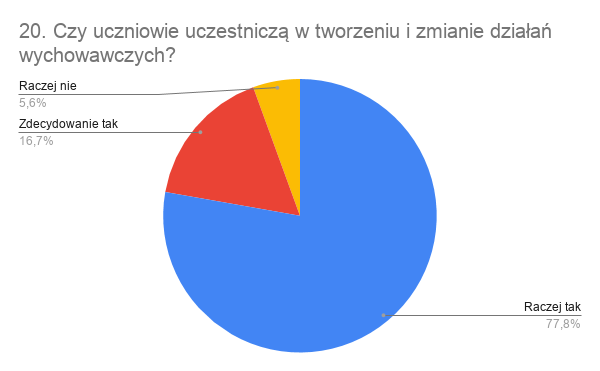 20. Czy uczniowie uczestniczą w tworzeniu i zmianie działań
wychowawczych?
Raczej nie
5,6%
Zdecydowanie tak
16,7%
Raczej tak
77,8%